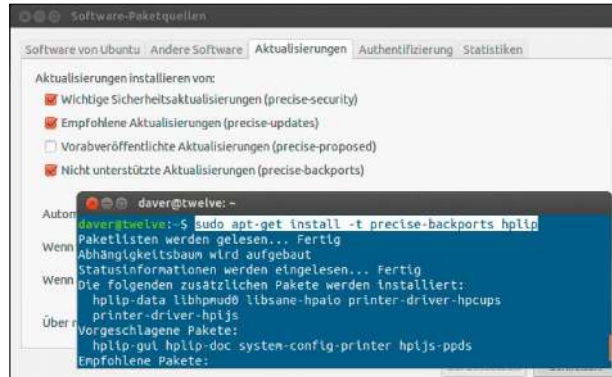 Software-Paketquellen
Software von Ubuntu Andere Software Aktualisierungen Authentifizierung Statistiken
Aktualisierungen installieren von:
Wichtige Sicherheitsaktualisierungen (precise-security)
Empfohlene Aktualisierungen (precise-updates)
Vorabveröffentlichte Aktualisierungen (precise-proposed)
Nicht unterstützte Aktualisierungen (precise-backports)
Autom
Wenn
Wenn
Über
daver@twelve: ~
daver@twelve:~$ sudo apt-get install -t precise-backports hplip
Paketlisten werden gelesen... Fertig
Abhängigkeitsbaum wird aufgebaut
Statusinformationen werden eingelesen... Fertig
Die folgenden zusätzlichen Pakete werden installiert:
hplip-data libhpmud0 libsane-hpaio printer-driver-hpcups
printer-driver-hpijs
Vorgeschlagene Pakete:
hplip-gui hplip-doc system-config-printer hpijs-ppds
Empfohlene Pakete: